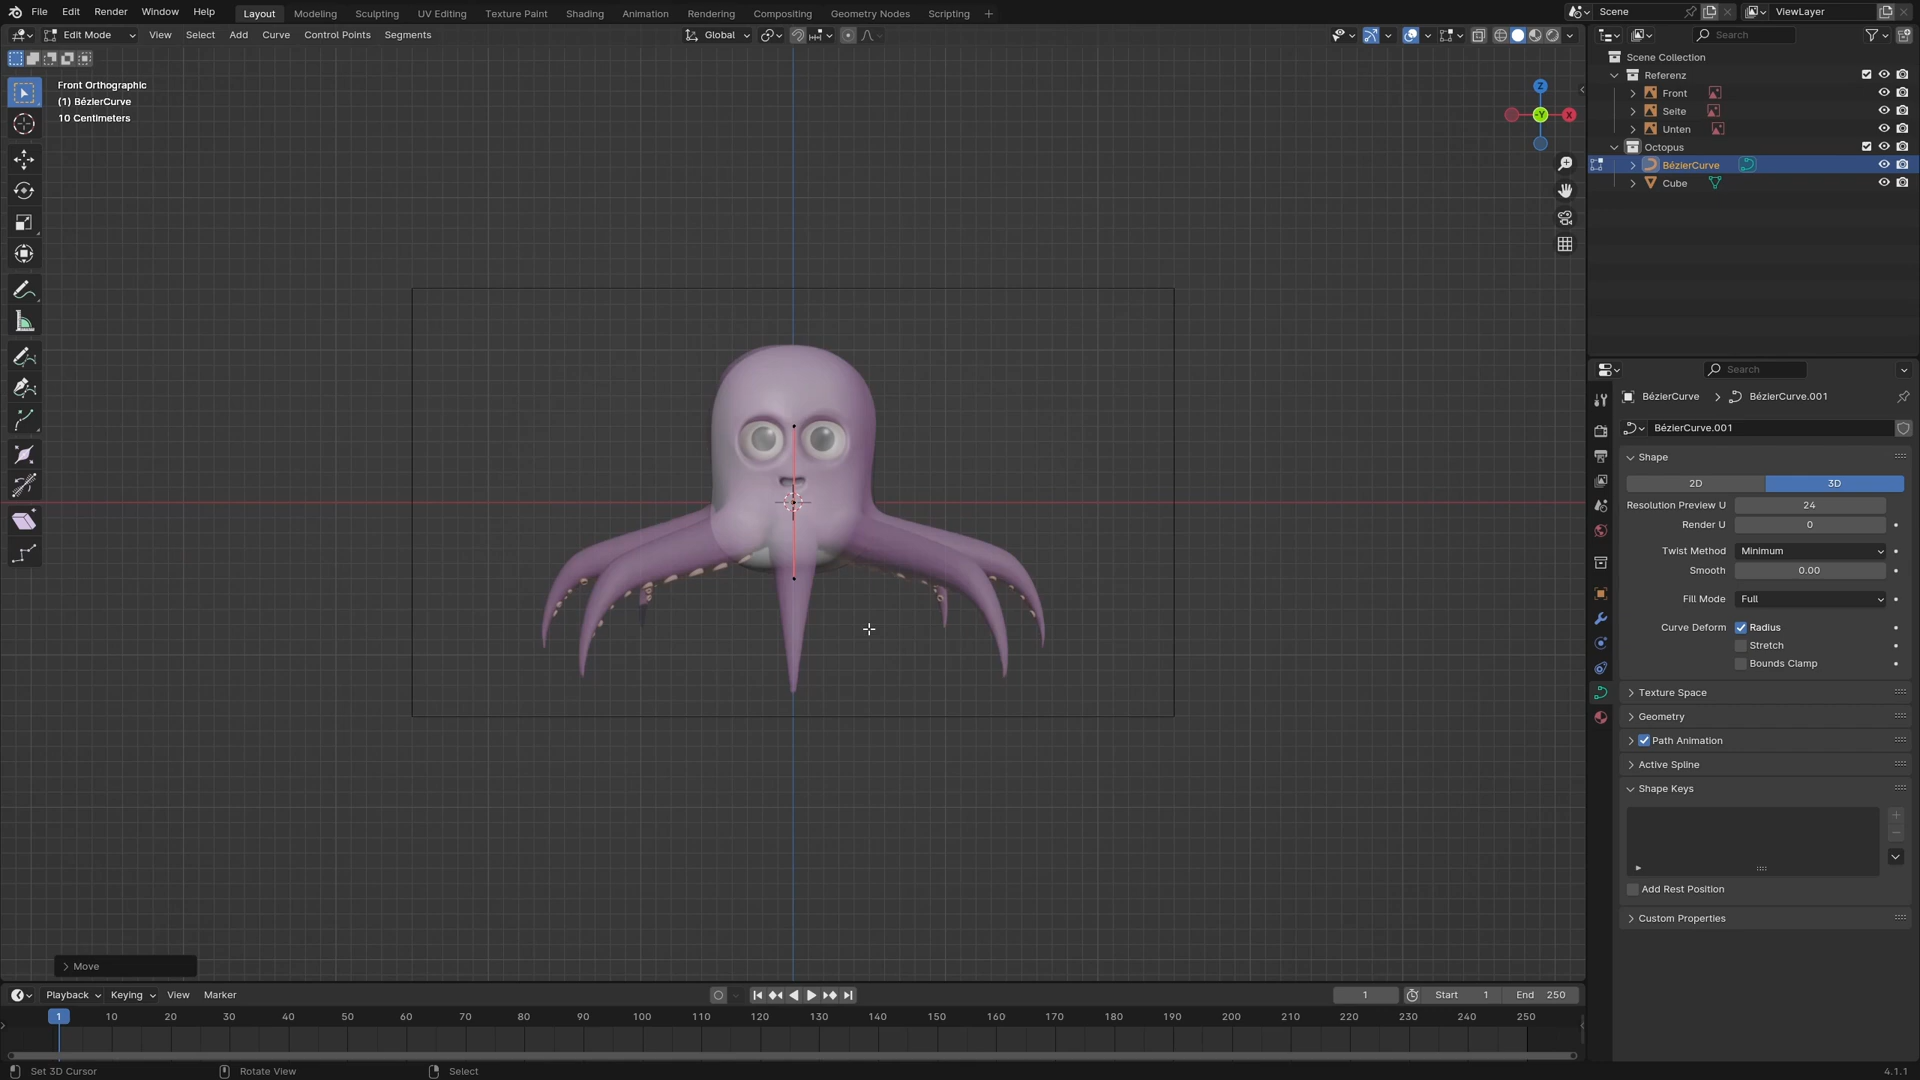 File Edit Render Window Help Layout Modeling Sculpting UV Editing Texture Paint Shading Animation Rendering Compositing Geometry Nodes Scripting Scene ViewLayer
Edit Mode View Select Add Curve Control Points Segments Global Search
Front Orthographic
(1) BézierCurve
10 Centimeters
Z
Y
X
Scene Collection
Referenz
Front
Seite
Unten
Octopus
BézierCurve
Cube
Search
BézierCurve BézierCurve.001
BézierCurve.001
Shape
2D 3D
Resolution Preview U 24
Render U 0
Twist Method Minimum
Smooth 0.00
Fill Mode Full
Curve Deform Radius
Stretch
Bounds Clamp
Texture Space
Geometry
Path Animation
Active Spline
Shape Keys
Add Rest Position
Custom Properties
Move
Playback Keying View Marker 1 Start 1 End 250
1 10 20 30 40 50 60 70 80 90 100 110 120 130 140 150 160 170 180 190 200 210 220 230 240 250
Set 3D Cursor Rotate View Select 4.1.1